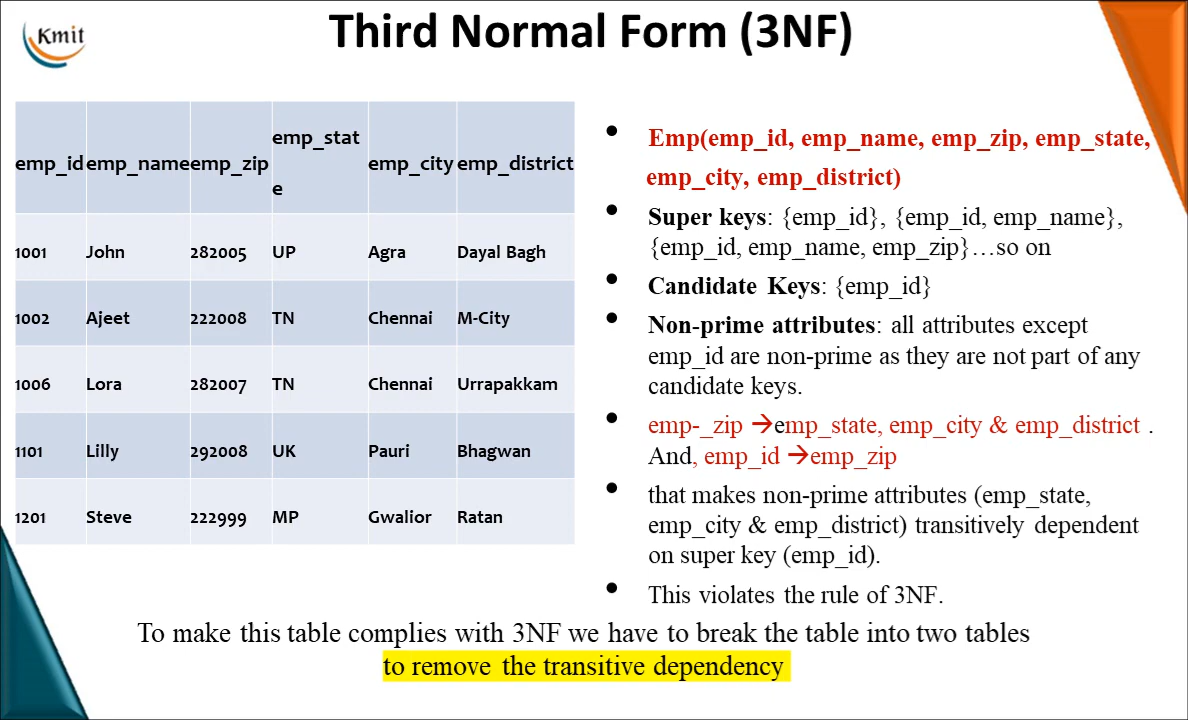 Kmit
Third Normal Form (3NF)
emp_id emp_name emp_zip emp_stat
e emp_city emp_district
1001 John 282005 UP Agra Dayal Bagh
1002 Ajeet 222008 TN Chennai M-City
1006 Lora 282007 TN Chennai Urrapakkam
1101 Lilly 292008 UK Pauri Bhagwan
1201 Steve 222999 MP Gwalior Ratan
• Emp(emp_id, emp_name, emp_zip, emp_state,
emp_city, emp_district)
• Super keys: {emp_id}, {emp_id, emp_name},
{emp_id, emp_name, emp_zip}…so on
• Candidate Keys: {emp_id}
• Non-prime attributes: all attributes except
emp_id are non-prime as they are not part of any
candidate keys.
• emp-_zip →emp_state, emp_city & emp_district .
And, emp_id →emp_zip
• that makes non-prime attributes (emp_state,
emp_city & emp_district) transitively dependent
on super key (emp_id).
• This violates the rule of 3NF.
To make this table complies with 3NF we have to break the table into two tables
to remove the transitive dependency